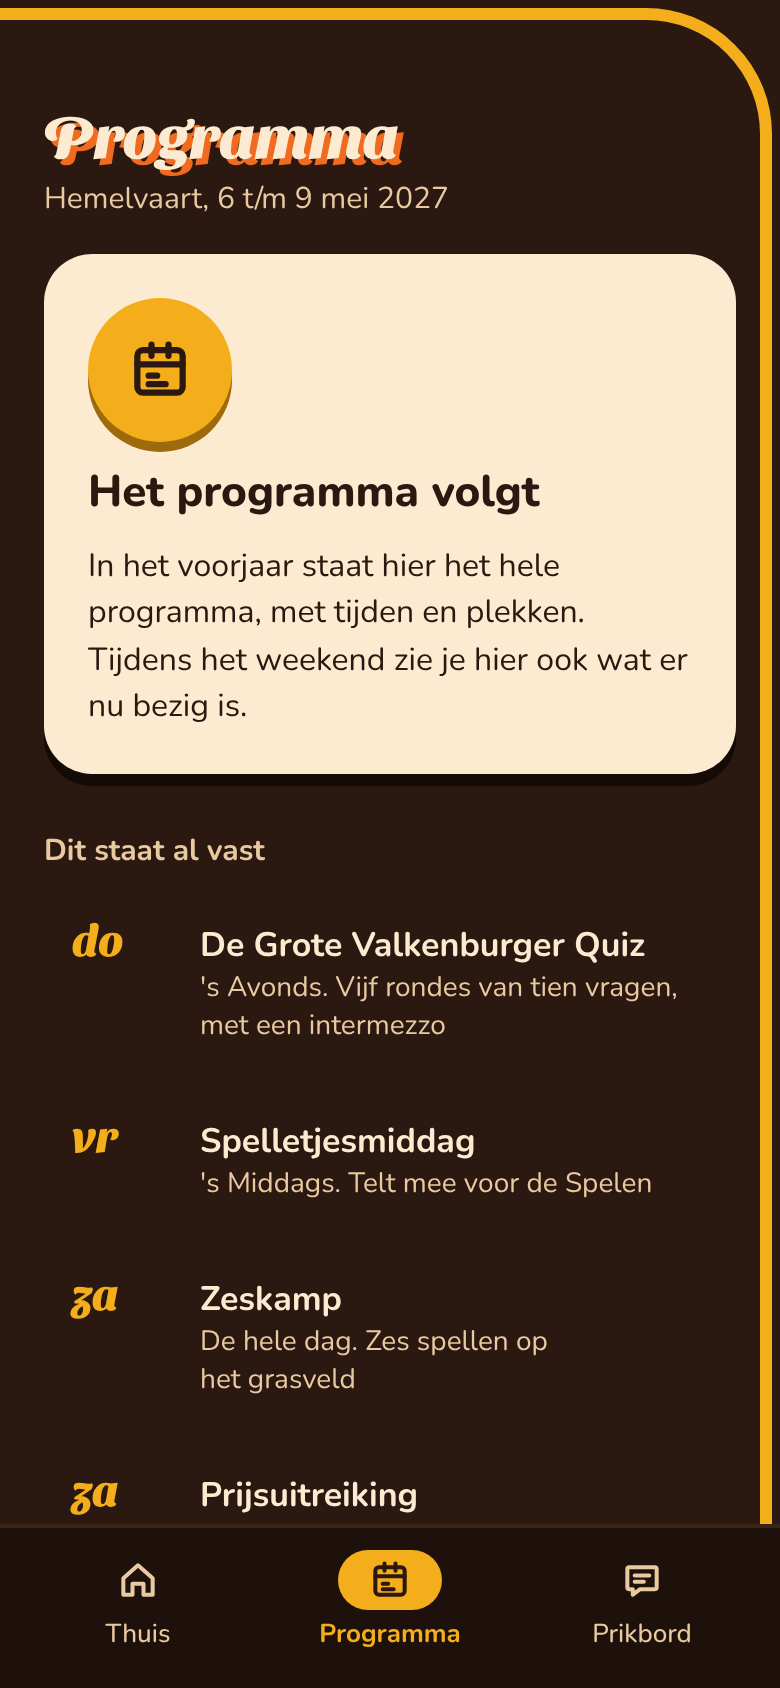 Programma
Hemelvaart, 6 t/m 9 mei 2027
Het programma volgt
In het voorjaar staat hier het hele
programma, met tijden en plekken.
Tijdens het weekend zie je hier ook wat er
nu bezig is.
Dit staat al vast
do
De Grote Valkenburger Quiz
's Avonds. Vijf rondes van tien vragen,
met een intermezzo
vr
Spelletjesmiddag
's Middags. Telt mee voor de Spelen
za
Zeskamp
De hele dag. Zes spellen op
het grasveld
za
Prijsuitreiking
Thuis
Programma
Prikbord